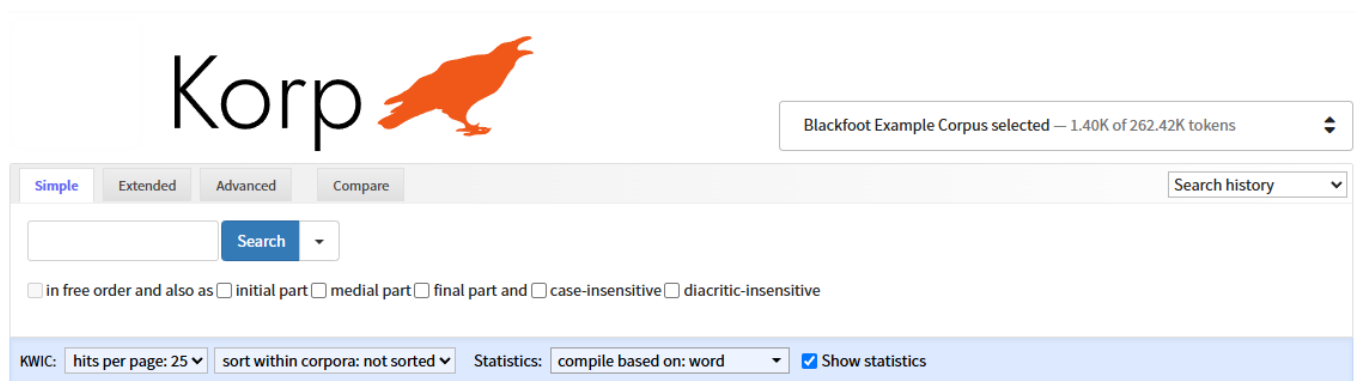 Korp
Blackfoot Example Corpus selected — 1.40K of 262.42K tokens
Simple Extended Advanced Compare Search history
Search
in free order and also as initial part medial part final part and case-insensitive diacritic-insensitive
KWIC: hits per page: 25 sort within corpora: not sorted Statistics: compile based on: word Show statistics